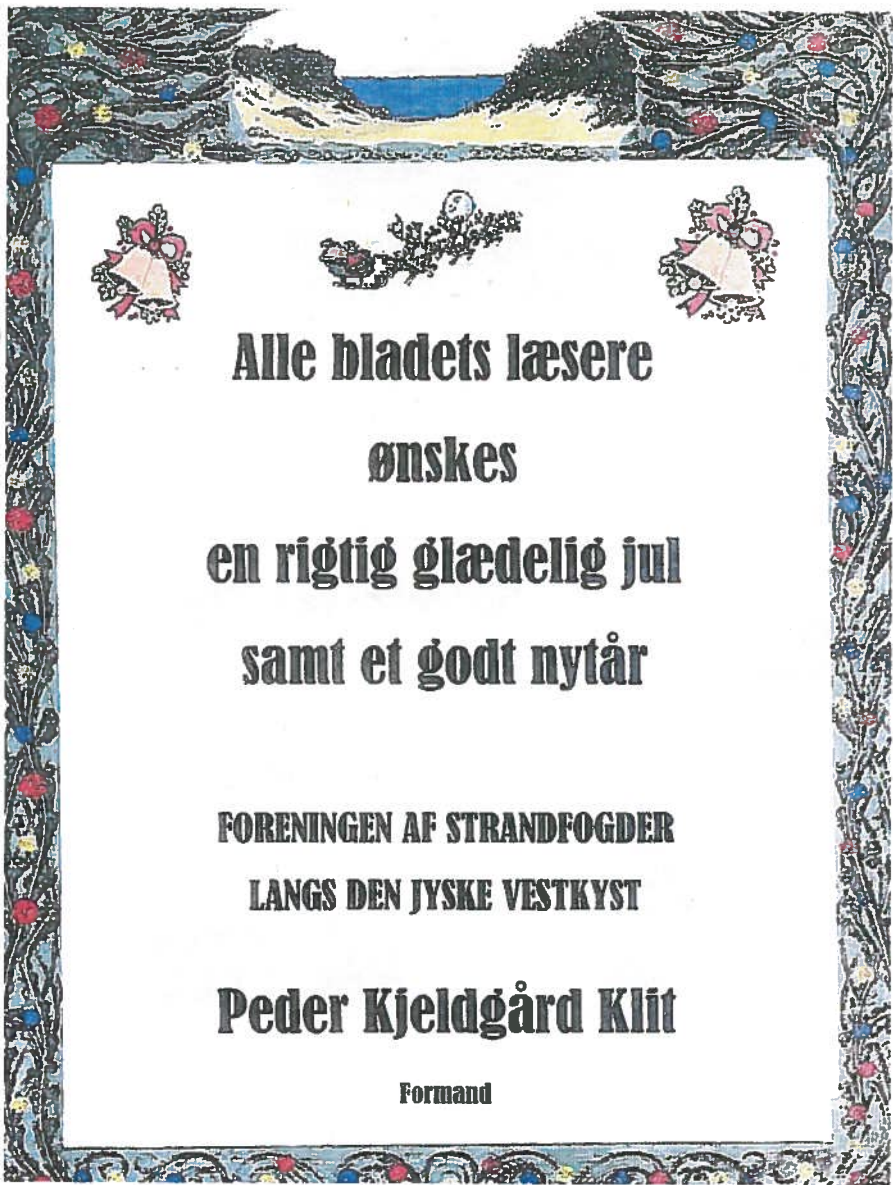 Alle bladets læsere
ønskes
en rigtig glædelig jul
samt et godt nytår
FORENINGEN AF STRANDFOGDER
LANGS DEN JYSKE VESTKYST
Peder Kjeldgård Klit
Formand